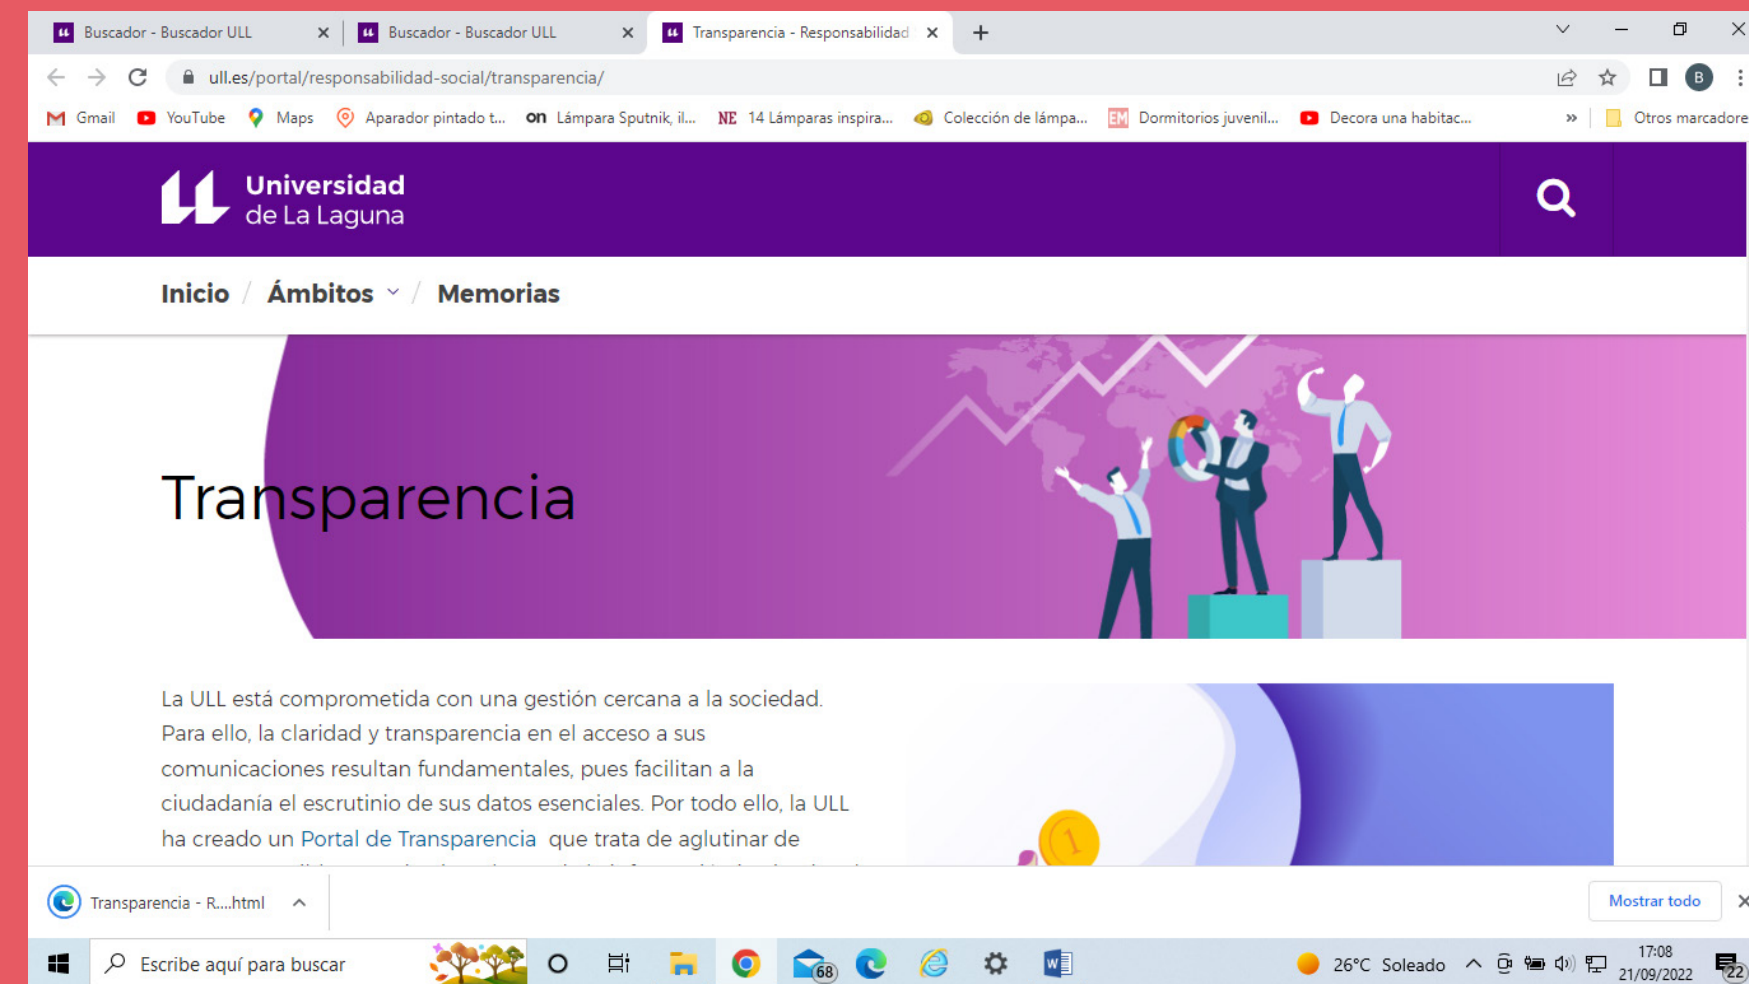 Buscador - Buscador ULL
Buscador - Buscador ULL
Transparencia - Responsabilidad
ull.es/portal/responsabilidad-social/transparencia/
B
Gmail
YouTube
Maps
Aparador pintado t...
on Lámpara Sputnik, il...
NE 14 Lámparas inspira...
Colección de lámpa...
EM Dormitorios juvenil...
Decora una habitac...
»
Otros marcadore
Universidad
de La Laguna
Inicio / Ámbitos / Memorias
Transparencia
La ULL está comprometida con una gestión cercana a la sociedad.
Para ello, la claridad y transparencia en el acceso a sus
comunicaciones resultan fundamentales, pues facilitan a la
ciudadanía el escrutinio de sus datos esenciales. Por todo ello, la ULL
ha creado un Portal de Transparencia que trata de aglutinar de
1
Transparencia - R....html
Mostrar todo
Escribe aquí para buscar
68
26°C Soleado
17:08
21/09/2022
22